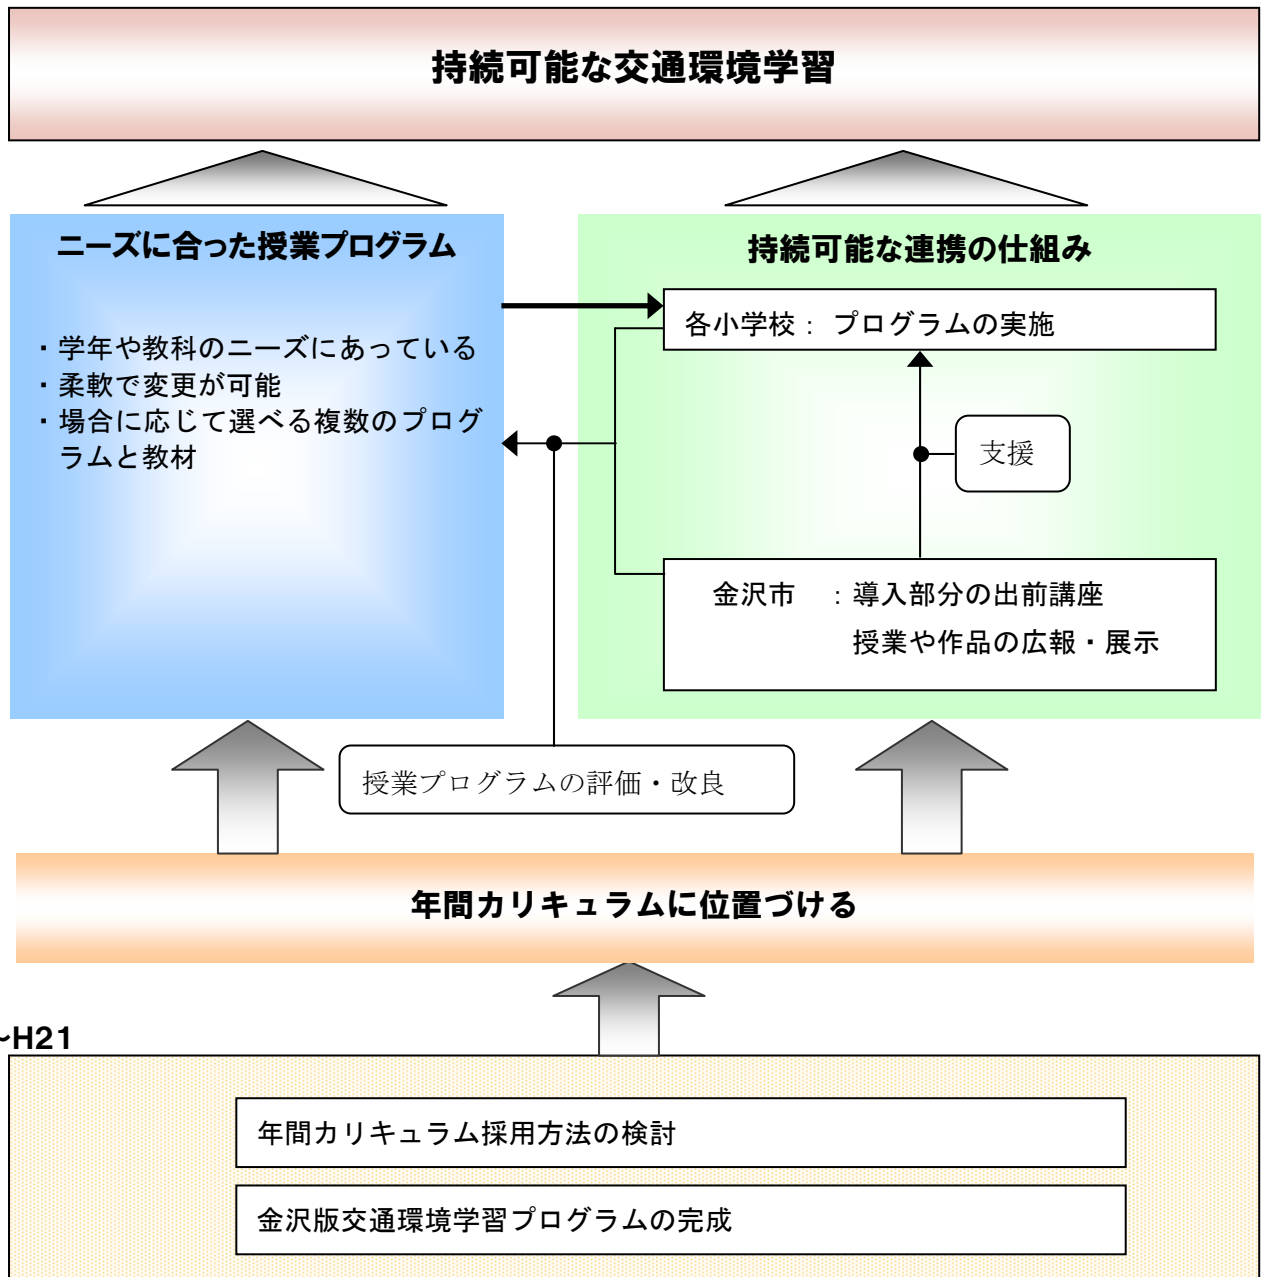 持続可能な交通環境学習
ニーズに合った授業プログラム
・学年や教科のニーズにあっている
・柔軟で変更が可能
・場合に応じて選べる複数のプログ
ラムと教材
持続可能な連携の仕組み
各小学校： プログラムの実施
支援
金沢市 ：導入部分の出前講座
授業や作品の広報・展示
授業プログラムの評価・改良
年間カリキュラムに位置づける
~H21
年間カリキュラム採用方法の検討
金沢版交通環境学習プログラムの完成